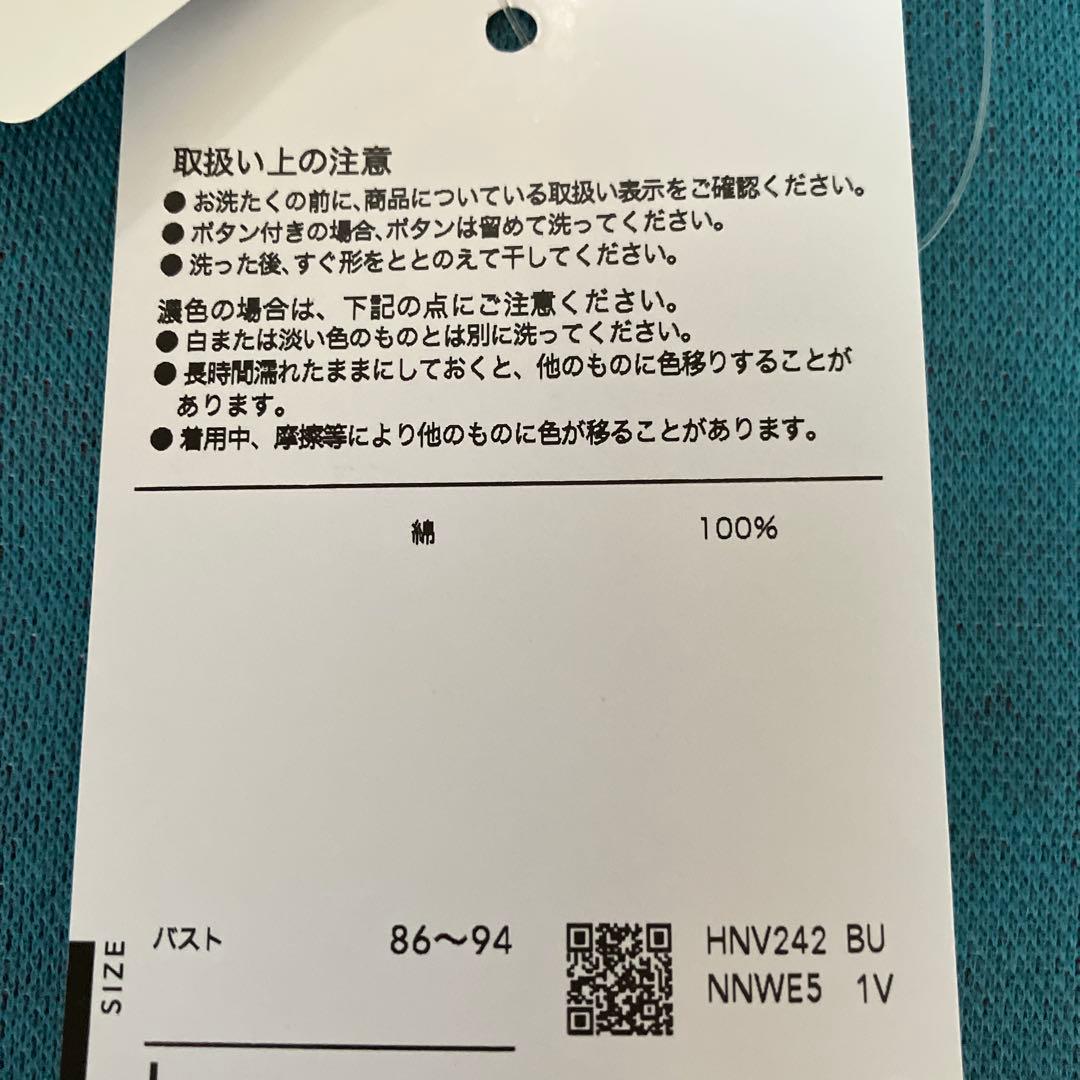 取扱い上の注意
● お洗たくの前に、商品についている取扱い表示をご確認ください。
● ボタン付きの場合、ボタンは留めて洗ってください。
● 洗った後、すぐ形をととのえて干してください。
濃色の場合は、下記の点にご注意ください。
● 白または淡い色のものとは別に洗ってください。
● 長時間濡れたままにしておくと、他のものに色移りすることが
あります。
● 着用中、摩擦等により他のものに色が移ることがあります。
綿 100%
SIZE
バスト 86〜94
HNV242 BU
NNWE5 1V